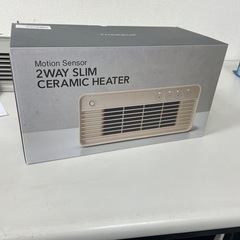 Motion Sensor
2WAY SLIM
CERAMIC HEATER